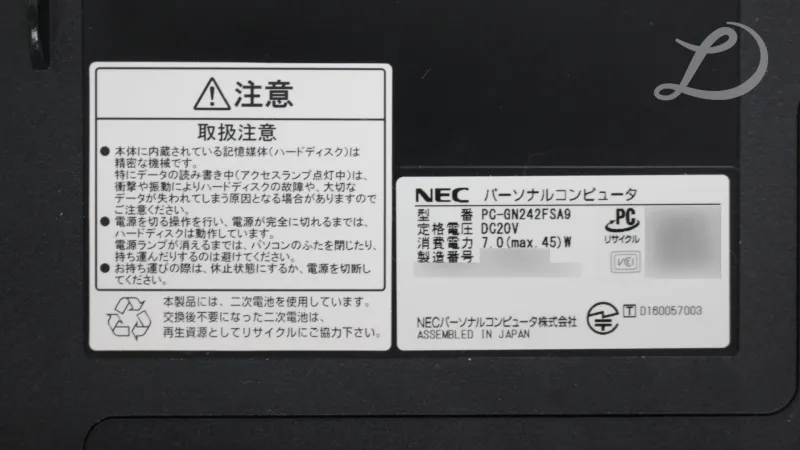 注意
取扱注意
● 本体に内蔵されている記憶媒体(ハードディスク)は
精密な機械です。
特にデータの読み書き中(アクセスランプ点灯中)は、
衝撃や振動によりハードディスクの故障や、大切な
データが失われてしまう原因となる場合がありますので
ご注意ください。
● 電源を切る操作を行い、電源が完全に切れるまでは、
ハードディスクは動作しています。
電源ランプが消えるまでは、パソコンのふたを閉じたり、
持ち運んだりするのは避けてください。
● お持ち運びの際は、休止状態にするか、電源を切断し
てください。
本製品には、二次電池を使用しています。
交換後不要になった二次電池は、
再生資源としてリサイクルにご協力下さい。
NEC パーソナルコンピュータ
型番 PC-GN242FSA9
定格電圧 DC20V
消費電力 7.0(max.45)W
製造番号
PC
リサイクル
VCI
NECパーソナルコンピュータ株式会社
ASSEMBLED IN JAPAN
T D160057003